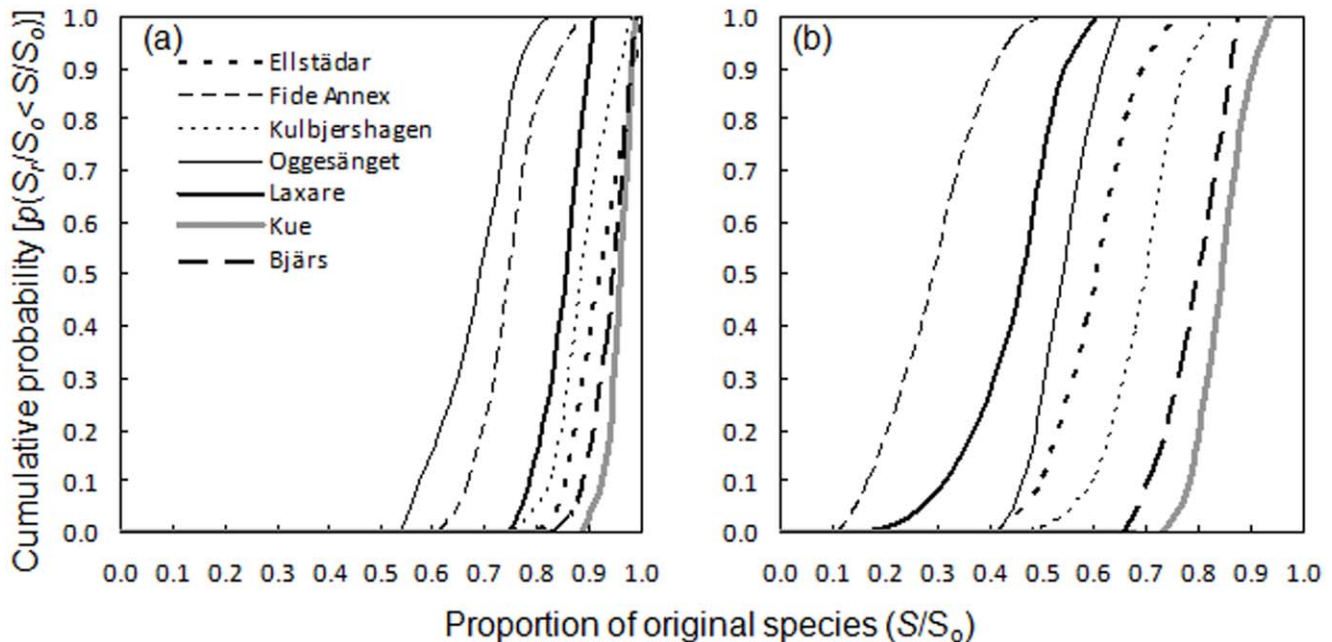 Cumulative probability [p(Sᵣ/Sₒ< S/Sₒ)]
(a)
1.0
0.9
0.8
0.7
0.6
0.5
0.4
0.3
0.2
0.1
0.0
Ellstädar
Fide Annex
Kulbjershagen
Oggesänget
Laxare
Kue
Bjärs
0.0 0.1 0.2 0.3 0.4 0.5 0.6 0.7 0.8 0.9 1.0
(b)
1.0
0.9
0.8
0.7
0.6
0.5
0.4
0.3
0.2
0.1
0.0
0.0 0.1 0.2 0.3 0.4 0.5 0.6 0.7 0.8 0.9 1.0
Proportion of original species (S/Sₒ)